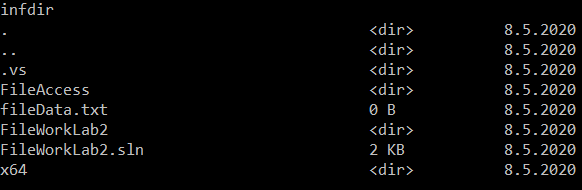 infdir
. <dir> 8.5.2020
.. <dir> 8.5.2020
.vs <dir> 8.5.2020
FileAccess <dir> 8.5.2020
fileData.txt 0 B 8.5.2020
FileWorkLab2 <dir> 8.5.2020
FileWorkLab2.sln 2 KB 8.5.2020
x64 <dir> 8.5.2020